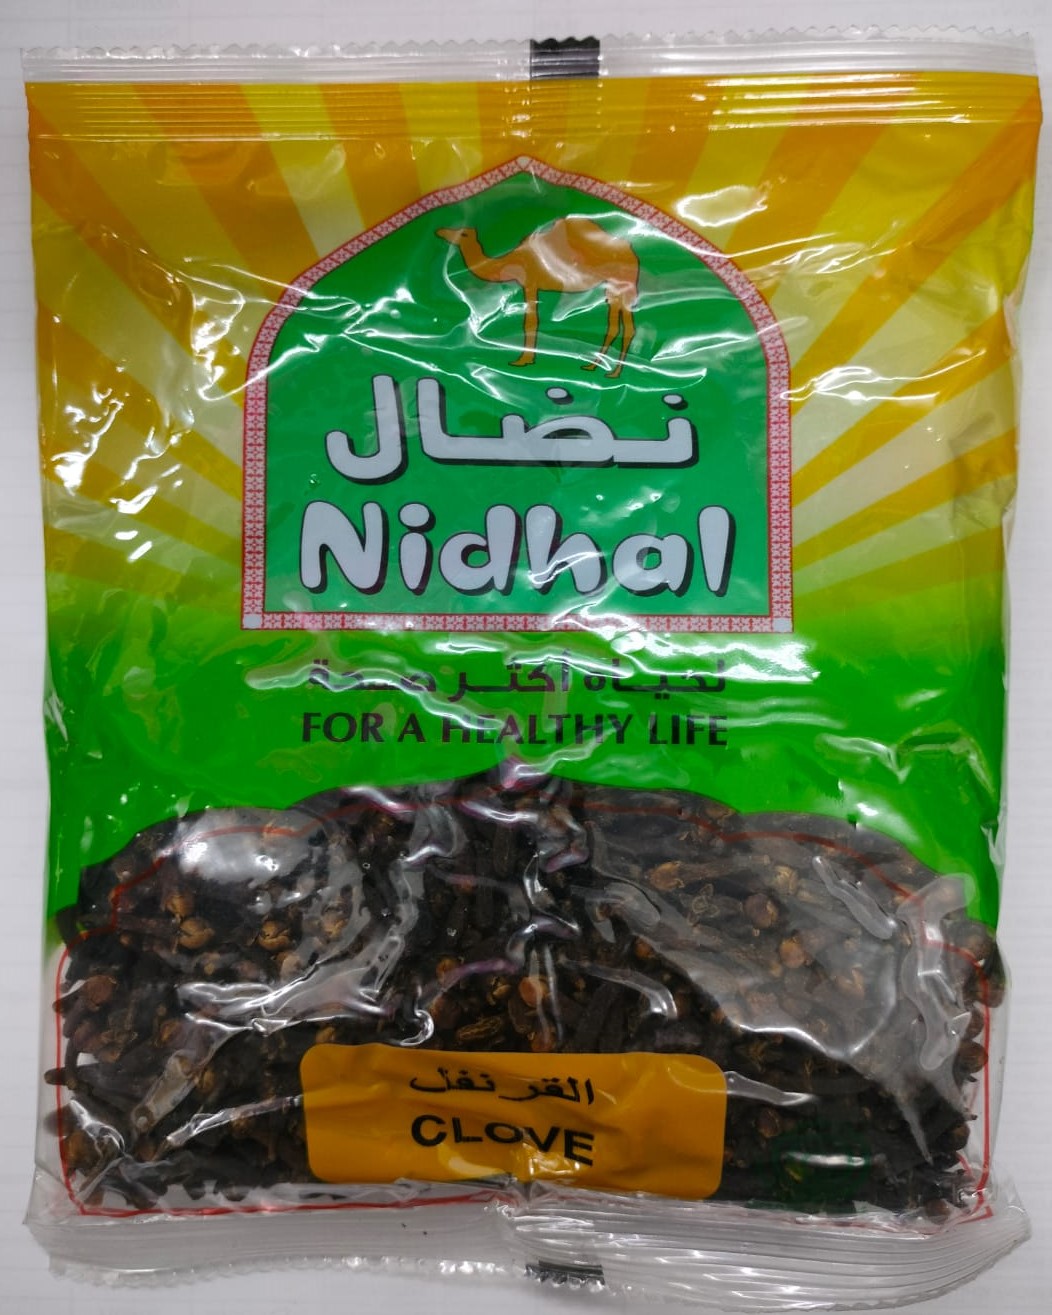 نضال
Nidhal
لحياة أكثر صحة
FOR A HEALTHY LIFE
القرنفل
CLOVE